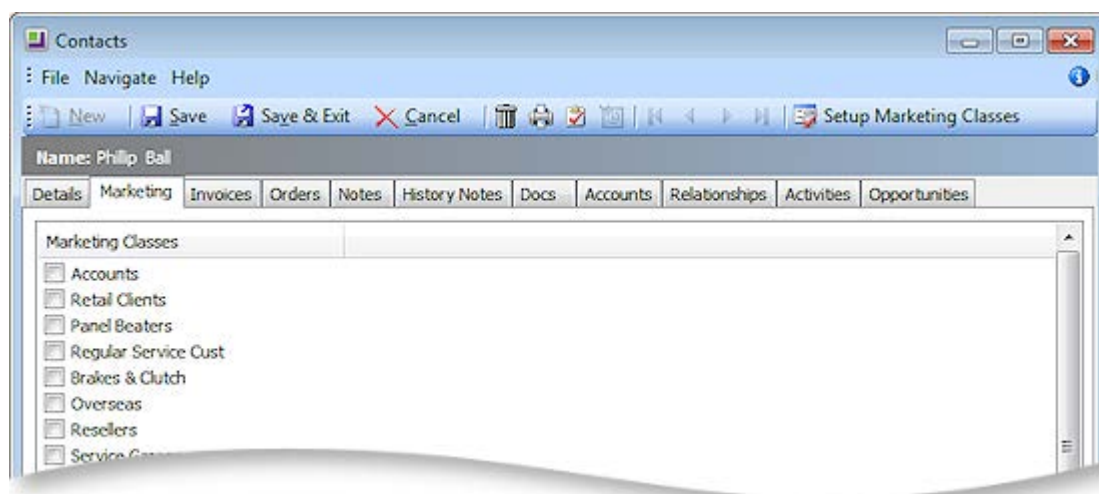 Contacts
File Navigate Help
New Save Save & Exit Cancel Setup Marketing Classes
Name: Philip Ball
Details Marketing Invoices Orders Notes History Notes Docs Accounts Relationships Activities Opportunities
Marketing Classes
Accounts
Retail Clients
Panel Beaters
Regular Service Cust
Brakes & Clutch
Overseas
Resellers
Service